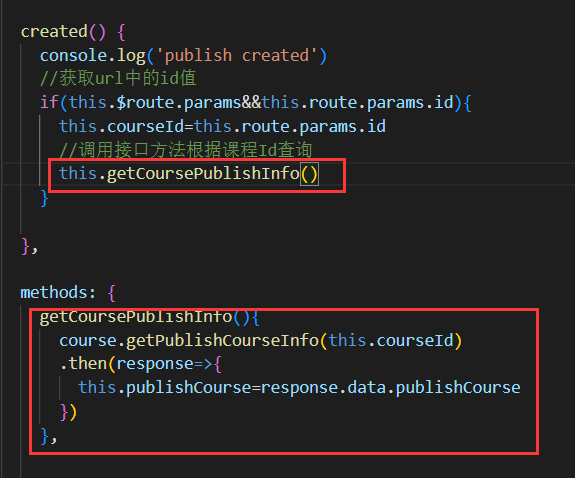 created() {
console.log('publish created')
//获取url中的id值
if(this.$route.params&&this.route.params.id){
this.courseId=this.route.params.id
//调用接口方法根据课程Id查询
this.getCoursePublishInfo()
}
},
methods: {
getCoursePublishInfo(){
course.getPublishCourseInfo(this.courseId)
.then(response=>{
this.publishCourse=response.data.publishCourse
})
},